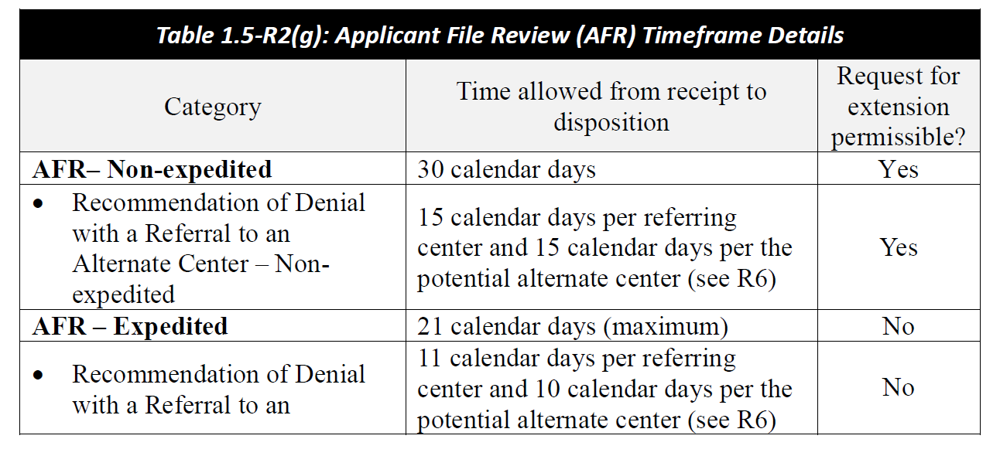 Table 1.5-R2(g): Applicant File Review (AFR) Timeframe Details
Category
Time allowed from receipt to
disposition
Request for
extension
permissible?
AFR– Non-expedited
30 calendar days
Yes
• Recommendation of Denial
with a Referral to an
Alternate Center – Non-
expedited
15 calendar days per referring
center and 15 calendar days per the
potential alternate center (see R6)
Yes
AFR – Expedited
21 calendar days (maximum)
No
• Recommendation of Denial
with a Referral to an
11 calendar days per referring
center and 10 calendar days per the
potential alternate center (see R6)
No